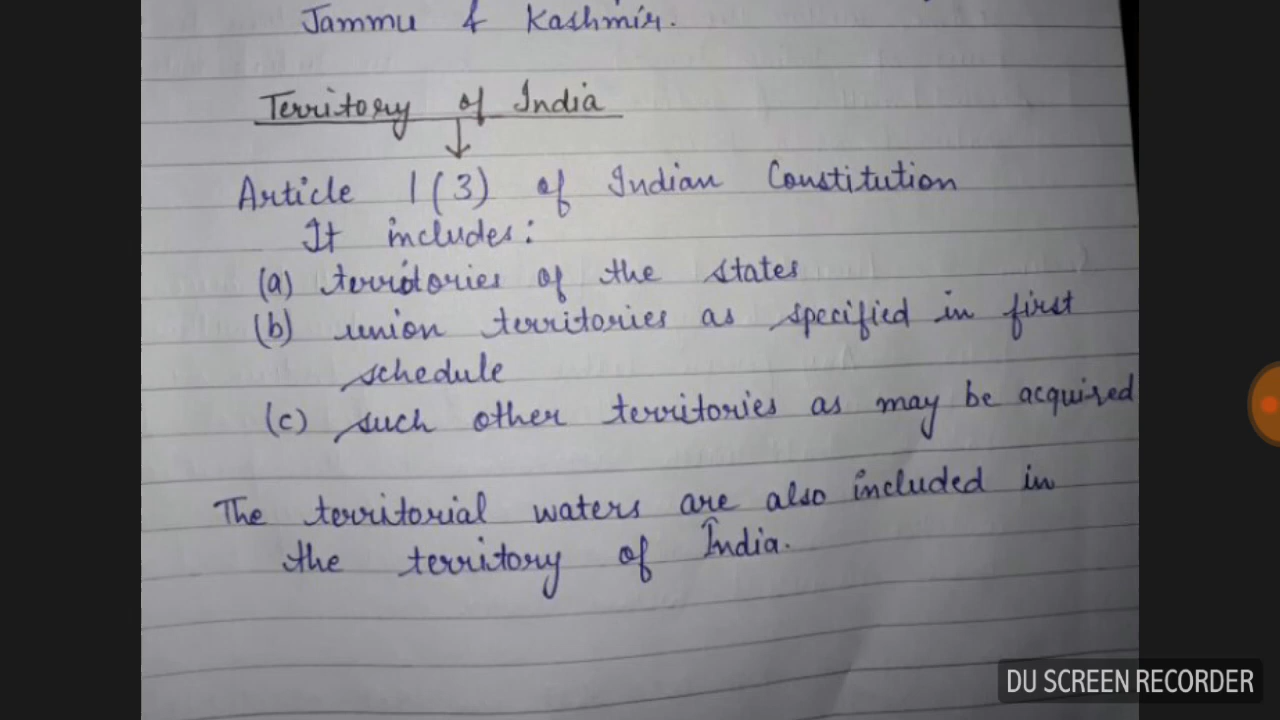 Jammu & Kashmir.
Territory of India
Article 1(3) of Indian Constitution
It includes:
(a) territories of the states
(b) union territories as specified in first
schedule
(c) such other territories as may be acquired
The territorial waters are also included in
the territory of India.
DU SCREEN RECORDER